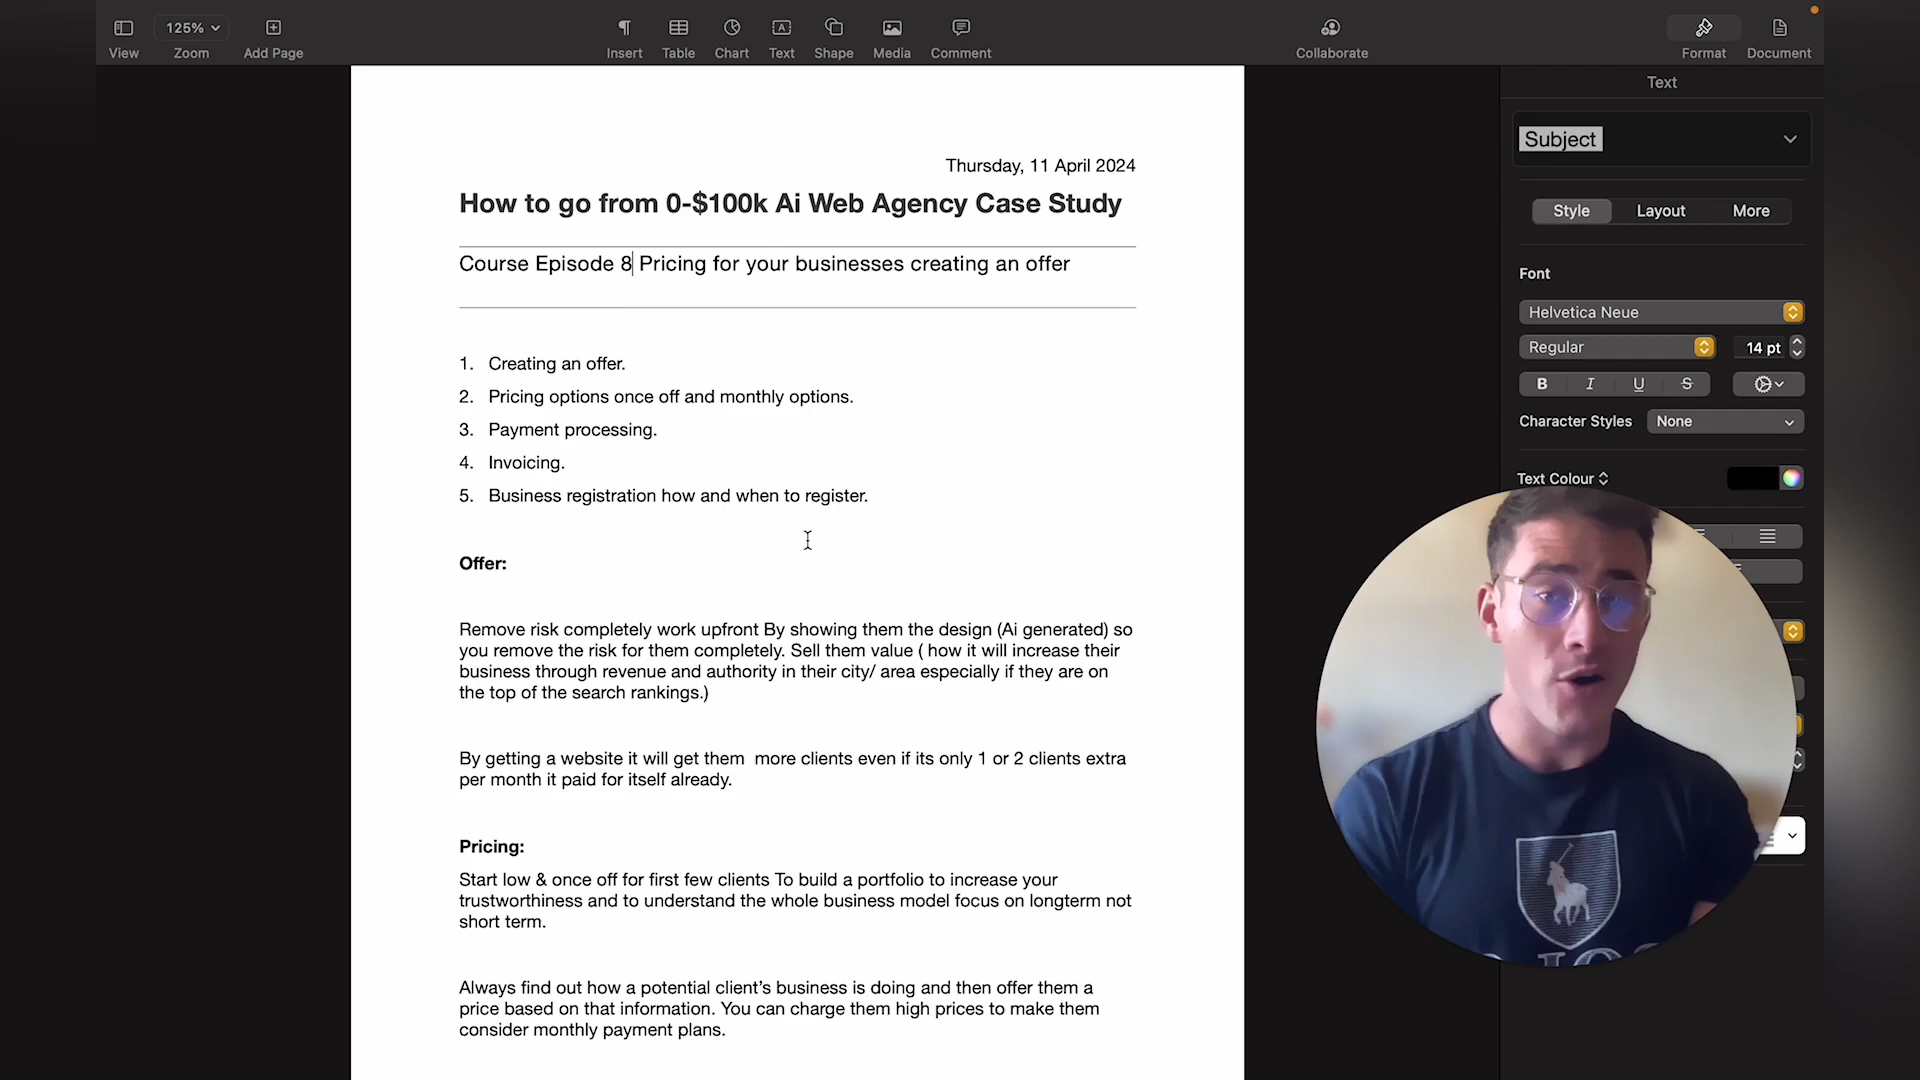 View
125%
Zoom
Add Page
Insert
Table
Chart
Text
Shape
Media
Comment
Collaborate
Format
Document
Text
Subject
Style
Layout
More
Font
Helvetica Neue
Regular
14 pt
B
I
U
S
Character Styles
None
Text Colour
Thursday, 11 April 2024
How to go from 0-$100k Ai Web Agency Case Study
Course Episode 8 Pricing for your businesses creating an offer
1. Creating an offer.
2. Pricing options once off and monthly options.
3. Payment processing.
4. Invoicing.
5. Business registration how and when to register.
Offer:
Remove risk completely work upfront By showing them the design (Ai generated) so
you remove the risk for them completely. Sell them value ( how it will increase their
business through revenue and authority in their city/ area especially if they are on
the top of the search rankings.)
By getting a website it will get them  more clients even if its only 1 or 2 clients extra
per month it paid for itself already.
Pricing:
Start low & once off for first few clients To build a portfolio to increase your
trustworthiness and to understand the whole business model focus on longterm not
short term.
Always find out how a potential client’s business is doing and then offer them a
price based on that information. You can charge them high prices to make them
consider monthly payment plans.